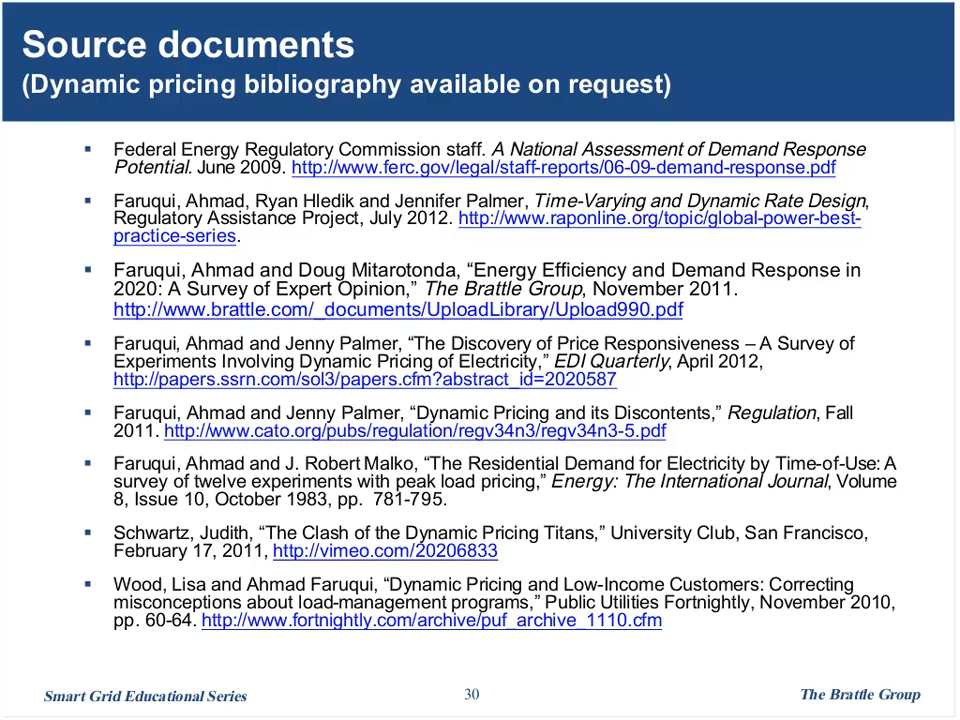 Source documents
(Dynamic pricing bibliography available on request)
▪ Federal Energy Regulatory Commission staff. A National Assessment of Demand Response
Potential. June 2009. http://www.ferc.gov/legal/staff-reports/06-09-demand-response.pdf
▪ Faruqui, Ahmad, Ryan Hledik and Jennifer Palmer, Time-Varying and Dynamic Rate Design,
Regulatory Assistance Project, July 2012. http://www.raponline.org/topic/global-power-best-
practice-series.
▪ Faruqui, Ahmad and Doug Mitarotonda, “Energy Efficiency and Demand Response in
2020: A Survey of Expert Opinion,” The Brattle Group, November 2011.
http://www.brattle.com/_documents/UploadLibrary/Upload990.pdf
▪ Faruqui, Ahmad and Jenny Palmer, “The Discovery of Price Responsiveness – A Survey of
Experiments Involving Dynamic Pricing of Electricity,” EDI Quarterly, April 2012,
http://papers.ssrn.com/sol3/papers.cfm?abstract_id=2020587
▪ Faruqui, Ahmad and Jenny Palmer, “Dynamic Pricing and its Discontents,” Regulation, Fall
2011. http://www.cato.org/pubs/regulation/regv34n3/regv34n3-5.pdf
▪ Faruqui, Ahmad and J. Robert Malko, “The Residential Demand for Electricity by Time-of-Use: A
survey of twelve experiments with peak load pricing,” Energy: The International Journal, Volume
8, Issue 10, October 1983, pp. 781-795.
▪ Schwartz, Judith, “The Clash of the Dynamic Pricing Titans,” University Club, San Francisco,
February 17, 2011, http://vimeo.com/20206833
▪ Wood, Lisa and Ahmad Faruqui, “Dynamic Pricing and Low-Income Customers: Correcting
misconceptions about load-management programs,” Public Utilities Fortnightly, November 2010,
pp. 60-64. http://www.fortnightly.com/archive/puf_archive_1110.cfm
Smart Grid Educational Series
30
The Brattle Group